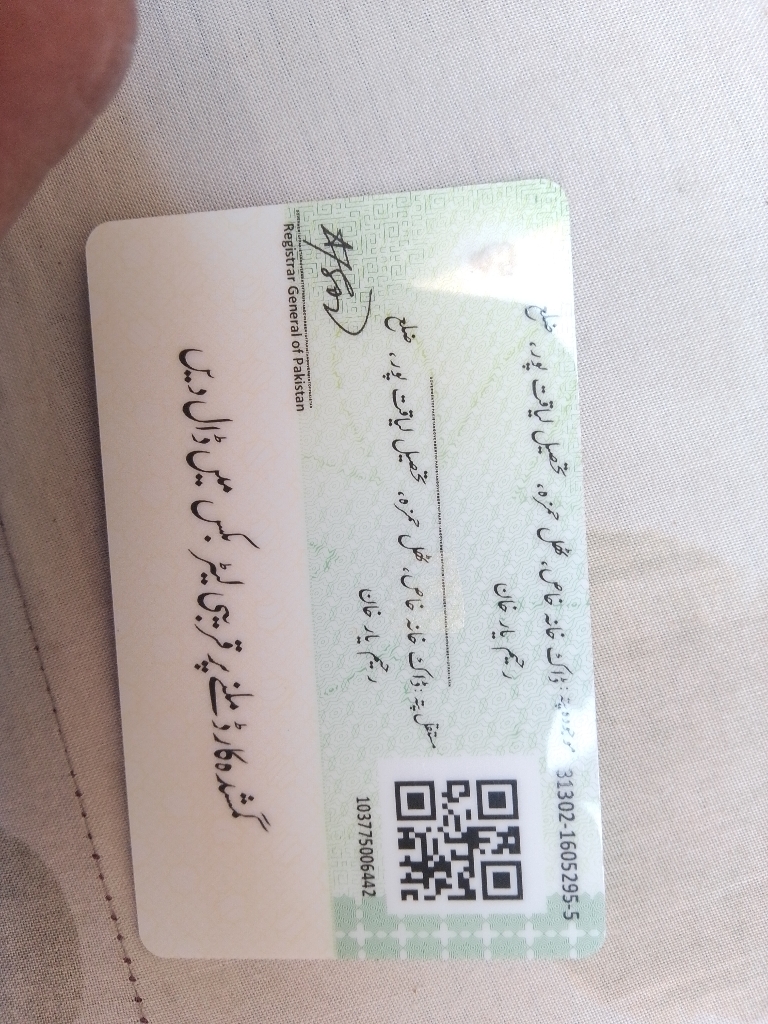 31302-1605295-5
موجودہ پتہ: ڈاک خانہ خاص، ٹھل حمزہ، تحصیل لیاقت پور، ضلع
رحیم یار خان
مستقل پتہ: ڈاک خانہ خاص، ٹھل حمزہ، تحصیل لیاقت پور، ضلع
رحیم یار خان
103775006442
Registrar General of Pakistan
گمشدہ کارڈ ملنے پر قریبی لیٹر بکس میں ڈال دیں